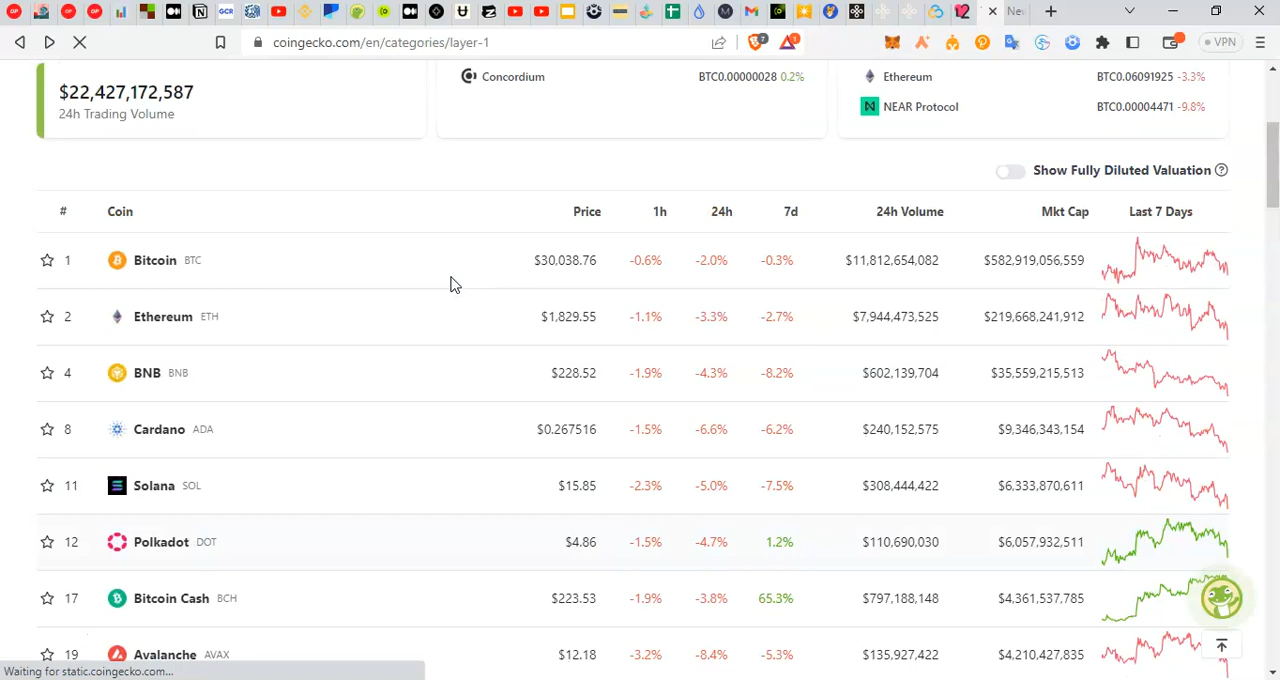 GCR
12
Nev
coingecko.com/en/categories/layer-1
7
1
VPN
$22,427,172,587
24h Trading Volume
Concordium BTC0.00000028 0.2%
Ethereum BTC0.06091925 -3.3%
NEAR Protocol BTC0.00004471 -9.8%
Show Fully Diluted Valuation ?
# Coin Price 1h 24h 7d 24h Volume Mkt Cap Last 7 Days
1 Bitcoin BTC $30,038.76 -0.6% -2.0% -0.3% $11,812,654,082 $582,919,056,559
2 Ethereum ETH $1,829.55 -1.1% -3.3% -2.7% $7,944,473,525 $219,668,241,912
4 BNB BNB $228.52 -1.9% -4.3% -8.2% $602,139,704 $35,559,215,513
8 Cardano ADA $0.267516 -1.5% -6.6% -6.2% $240,152,575 $9,346,343,154
11 Solana SOL $15.85 -2.3% -5.0% -7.5% $308,444,422 $6,333,870,611
12 Polkadot DOT $4.86 -1.5% -4.7% 1.2% $110,690,030 $6,057,932,511
17 Bitcoin Cash BCH $223.53 -1.9% -3.8% 65.3% $797,188,148 $4,361,537,785
19 Avalanche AVAX $12.18 -3.2% -8.4% -5.3% $135,927,422 $4,210,427,835
Waiting for static.coingecko.com...